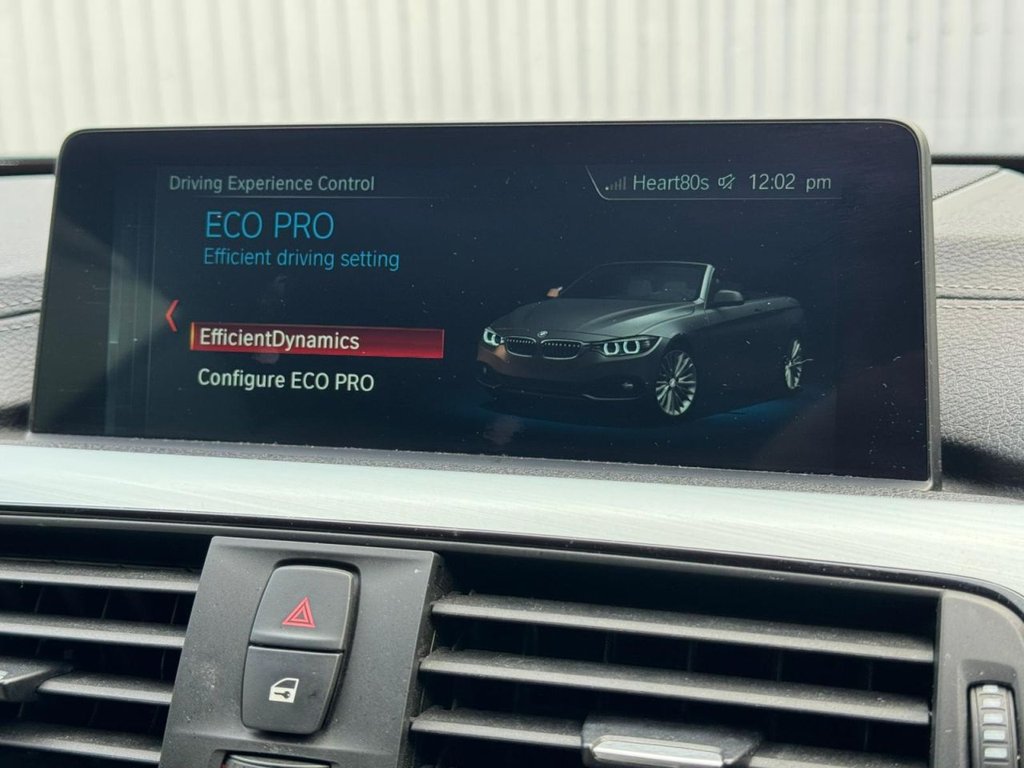 Driving Experience Control
Heart80s 12:02 pm
ECO PRO
Efficient driving setting
EfficientDynamics
Configure ECO PRO